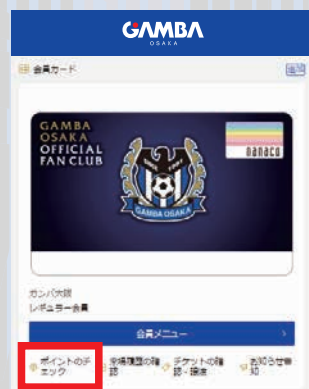 GAMBA
OSAKA
会員カード
GAMBA
OSAKA
OFFICIAL
FAN CLUB
nanaco
GAMBA OSAKA
ガンバ大阪
レギュラー会員
会員メニュー
ポイントのチ
ェック
来場履歴の確
認
チケットの確
認・譲渡
お知らせ通
知